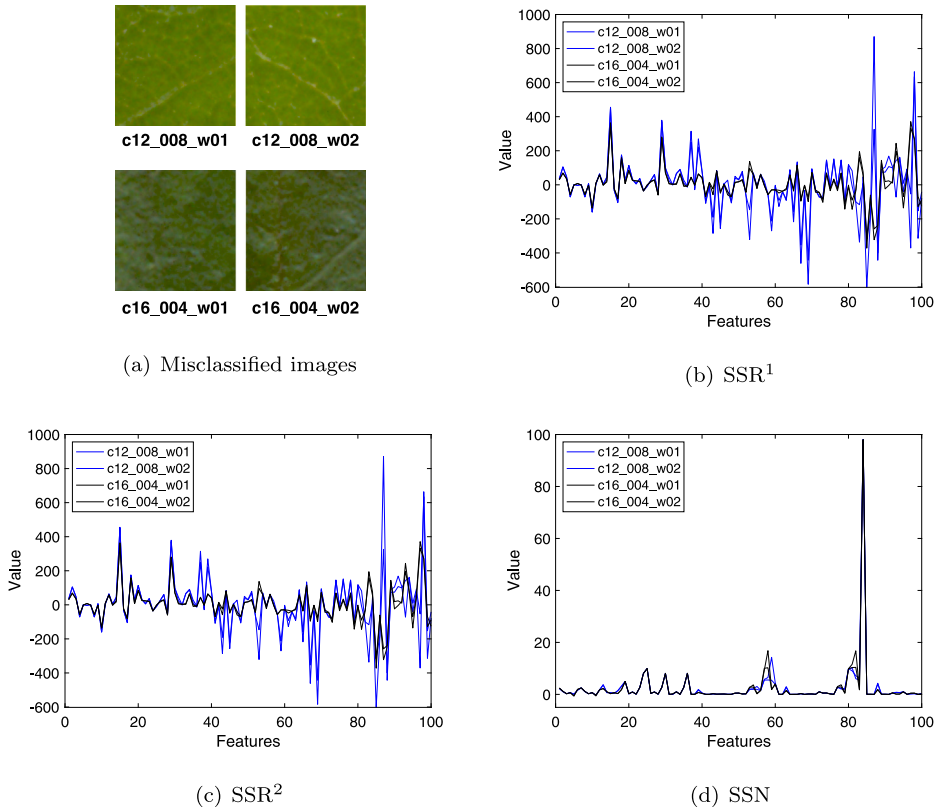 c12_008_w01 c12_008_w02
c16_004_w01 c16_004_w02
(a) Misclassified images
1000
800
600
400
200
0
-200
-400
-600
Value
c12_008_w01
c12_008_w02
c16_004_w01
c16_004_w02
0 20 40 60 80 100
Features
(b) SSR¹
1000
800
600
400
200
0
-200
-400
-600
Value
c12_008_w01
c12_008_w02
c16_004_w01
c16_004_w02
0 20 40 60 80 100
Features
(c) SSR²
100
80
60
40
20
0
Value
c12_008_w01
c12_008_w02
c16_004_w01
c16_004_w02
0 20 40 60 80 100
Features
(d) SSN